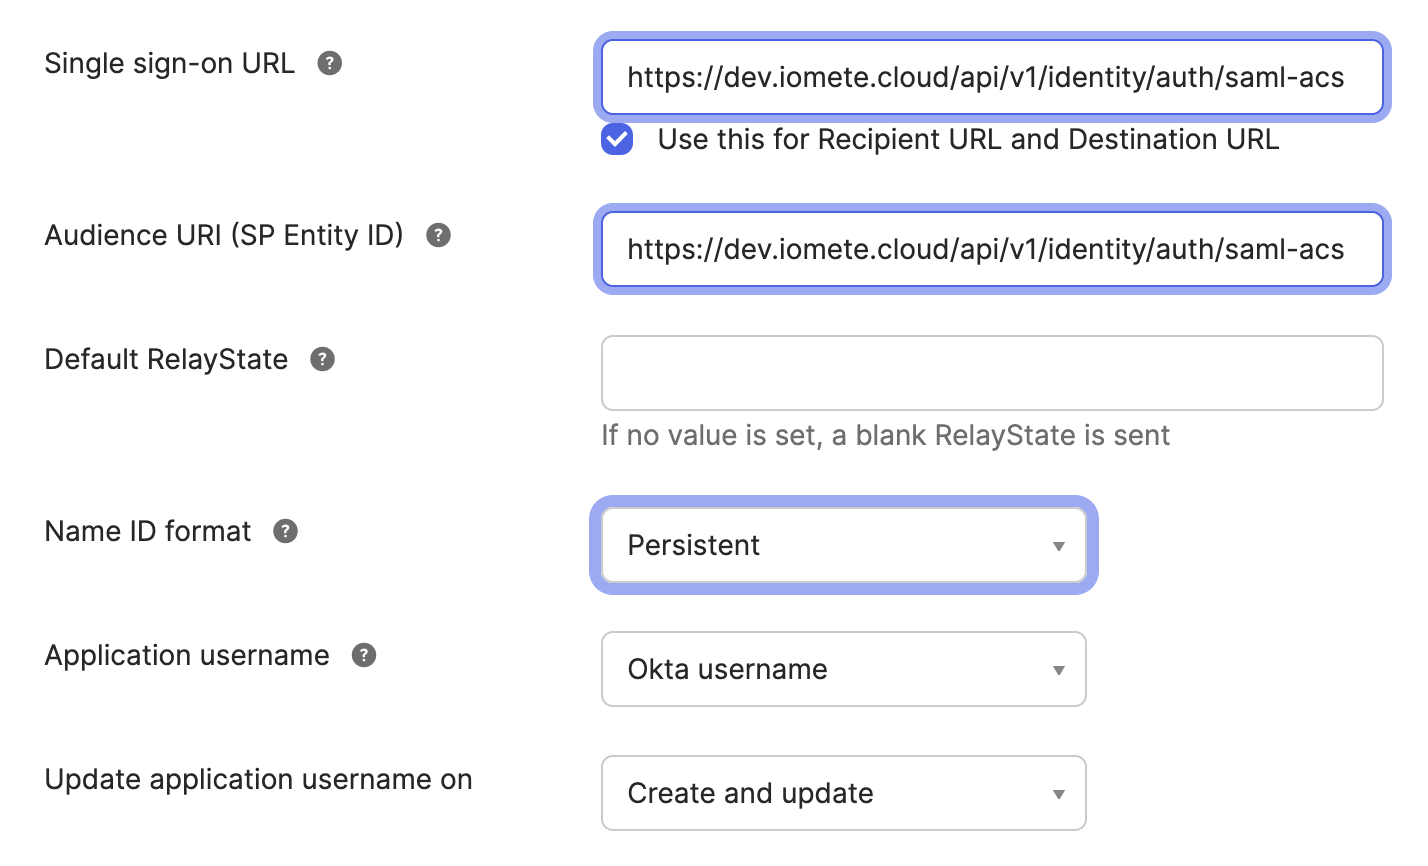 Single sign-on URL ?
https://dev.iomete.cloud/api/v1/identity/auth/saml-acs
Use this for Recipient URL and Destination URL
Audience URI (SP Entity ID) ?
https://dev.iomete.cloud/api/v1/identity/auth/saml-acs
Default RelayState ?
If no value is set, a blank RelayState is sent
Name ID format ?
Persistent
Application username ?
Okta username
Update application username on
Create and update